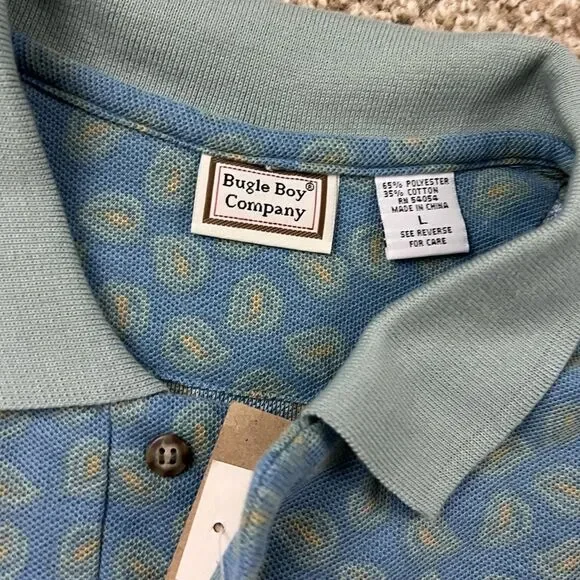 Bugle Boy®
Company
65% POLYESTER
35% COTTON
RN 54054
MADE IN CHINA
L
SEE REVERSE
FOR CARE